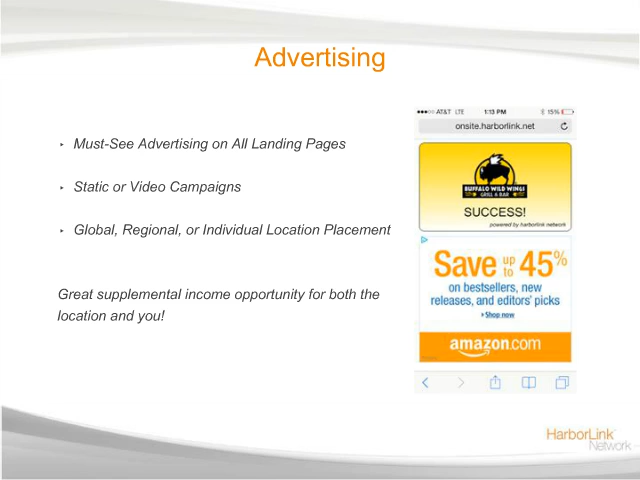 Advertising
Must-See Advertising on All Landing Pages
Static or Video Campaigns
Global, Regional, or Individual Location Placement
Great supplemental income opportunity for both the
location and you!
AT&T LTE 1:13 PM 15%
onsite.harborlink.net
BUFFALO WILD WINGS
GRILL & BAR
SUCCESS!
powered by harborlink network
Save up to 45%
on bestsellers, new
releases, and editors' picks
Shop now
amazon.com
HarborLink
Network